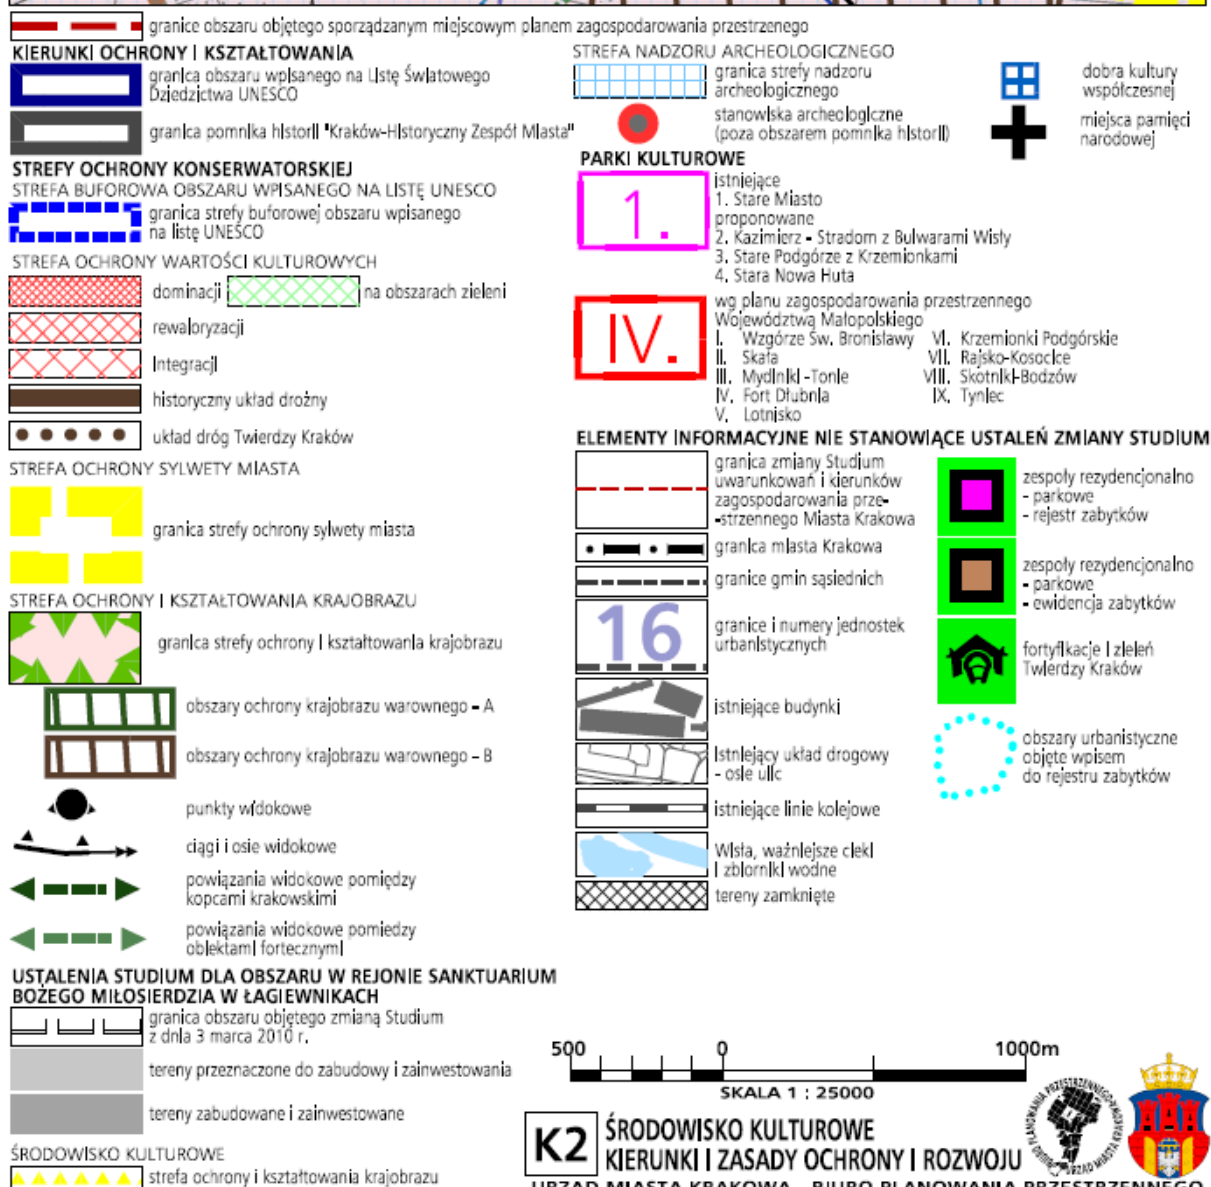 granice obszaru objętego sporządzanym miejscowym planem zagospodarowania przestrzenego
KIERUNKI OCHRONY I KSZTAŁTOWANIA
granica obszaru wpisanego na Listę Światowego
Dziedzictwa UNESCO
granica pomnika historii "Kraków-Historyczny Zespół Miasta"
STREFY OCHRONY KONSERWATORSKIEJ
STREFA BUFOROWA OBSZARU WPISANEGO NA LISTĘ UNESCO
granica strefy buforowej obszaru wpisanego
na listę UNEŚCO
STREFA OCHRONY WARTOŚCI KULTUROWYCH
dominacji
na obszarach zieleni
rewaloryzacji
integracji
historyczny układ drożny
układ dróg Twierdzy Kraków
STREFA OCHRONY SYLWETY MIASTA
granica strefy ochrony sylwety miasta
STREFA OCHRONY I KSZTAŁTOWANIA KRAJOBRAZU
granica strefy ochrony i kształtowania krajobrazu
obszary ochrony krajobrazu warownego - A
obszary ochrony krajobrazu warownego - B
punkty widokowe
ciągi i osie widokowe
powiązania widokowe pomiędzy
kopcami krakowskimi
powiązania widokowe pomiedzy
obiektami fortecznymi
USTALENIA STUDIUM DLA OBSZARU W REJONIE SANKTUARIUM
BOŻEGO MIŁOSIERDZIA W ŁAGIEWNIKACH
granica obszaru objętego zmianą Studium
z dnia 3 marca 2010 r.
tereny przeznaczone do zabudowy i zainwestowania
tereny zabudowane i zainwestowane
ŚRODOWISKO KULTUROWE
strefa ochrony i kształtowania krajobrazu
STREFA NADZORU ARCHEOLOGICZNEGO
granica strefy nadzoru
archeologicznego
stanowiska archeologiczne
(poza obszarem pomnika historii)
dobra kultury
współczesnej
miejsca pamięci
narodowej
PARKI KULTUROWE
1.
istniejące
1. Stare Miasto
proponowane
2. Kazimierz - Stradom z Bulwarami Wisły
3. Stare Podgórze z Krzemionkami
4. Stara Nowa Huta
IV.
wg planu zagospodarowania przestrzennego
Województwa Małopolskiego
I. Wzgórze Św. Bronisławy
II. Skała
III. Mydlniki -Tonie
IV. Fort Dłubnia
V. Lotnisko
VI. Krzemionki Podgórskie
VII. Rajsko-Kosocice
VIII. Skotniki-Bodzów
IX. Tyniec
ELEMENTY INFORMACYJNE NIE STANOWIĄCE USTALEŃ ZMIANY STUDIUM
granica zmiany Studium
uwarunkowań i kierunków
zagospodarowania prze-
-strzennego Miasta Krakowa
granica miasta Krakowa
granice gmin sąsiednich
16
granice i numery jednostek
urbanistycznych
istniejące budynki
istniejący układ drogowy
- osie ulic
istniejące linie kolejowe
Wisła, ważniejsze cieki
i zbiorniki wodne
tereny zamknięte
zespoły rezydencjonalno
- parkowe
- rejestr zabytków
zespoły rezydencjonalno
- parkowe
- ewidencja zabytków
fortyfikacje i zieleń
Twierdzy Kraków
obszary urbanistyczne
objęte wpisem
do rejestru zabytków
500 0 1000m
SKALA 1 : 25000
K2
ŚRODOWISKO KULTUROWE
KIERUNKI I ZASADY OCHRONY I ROZWOJU
URZĄD MIASTA KRAKOWA - BIURO PLANOWANIA PRZESTRZENNEGO